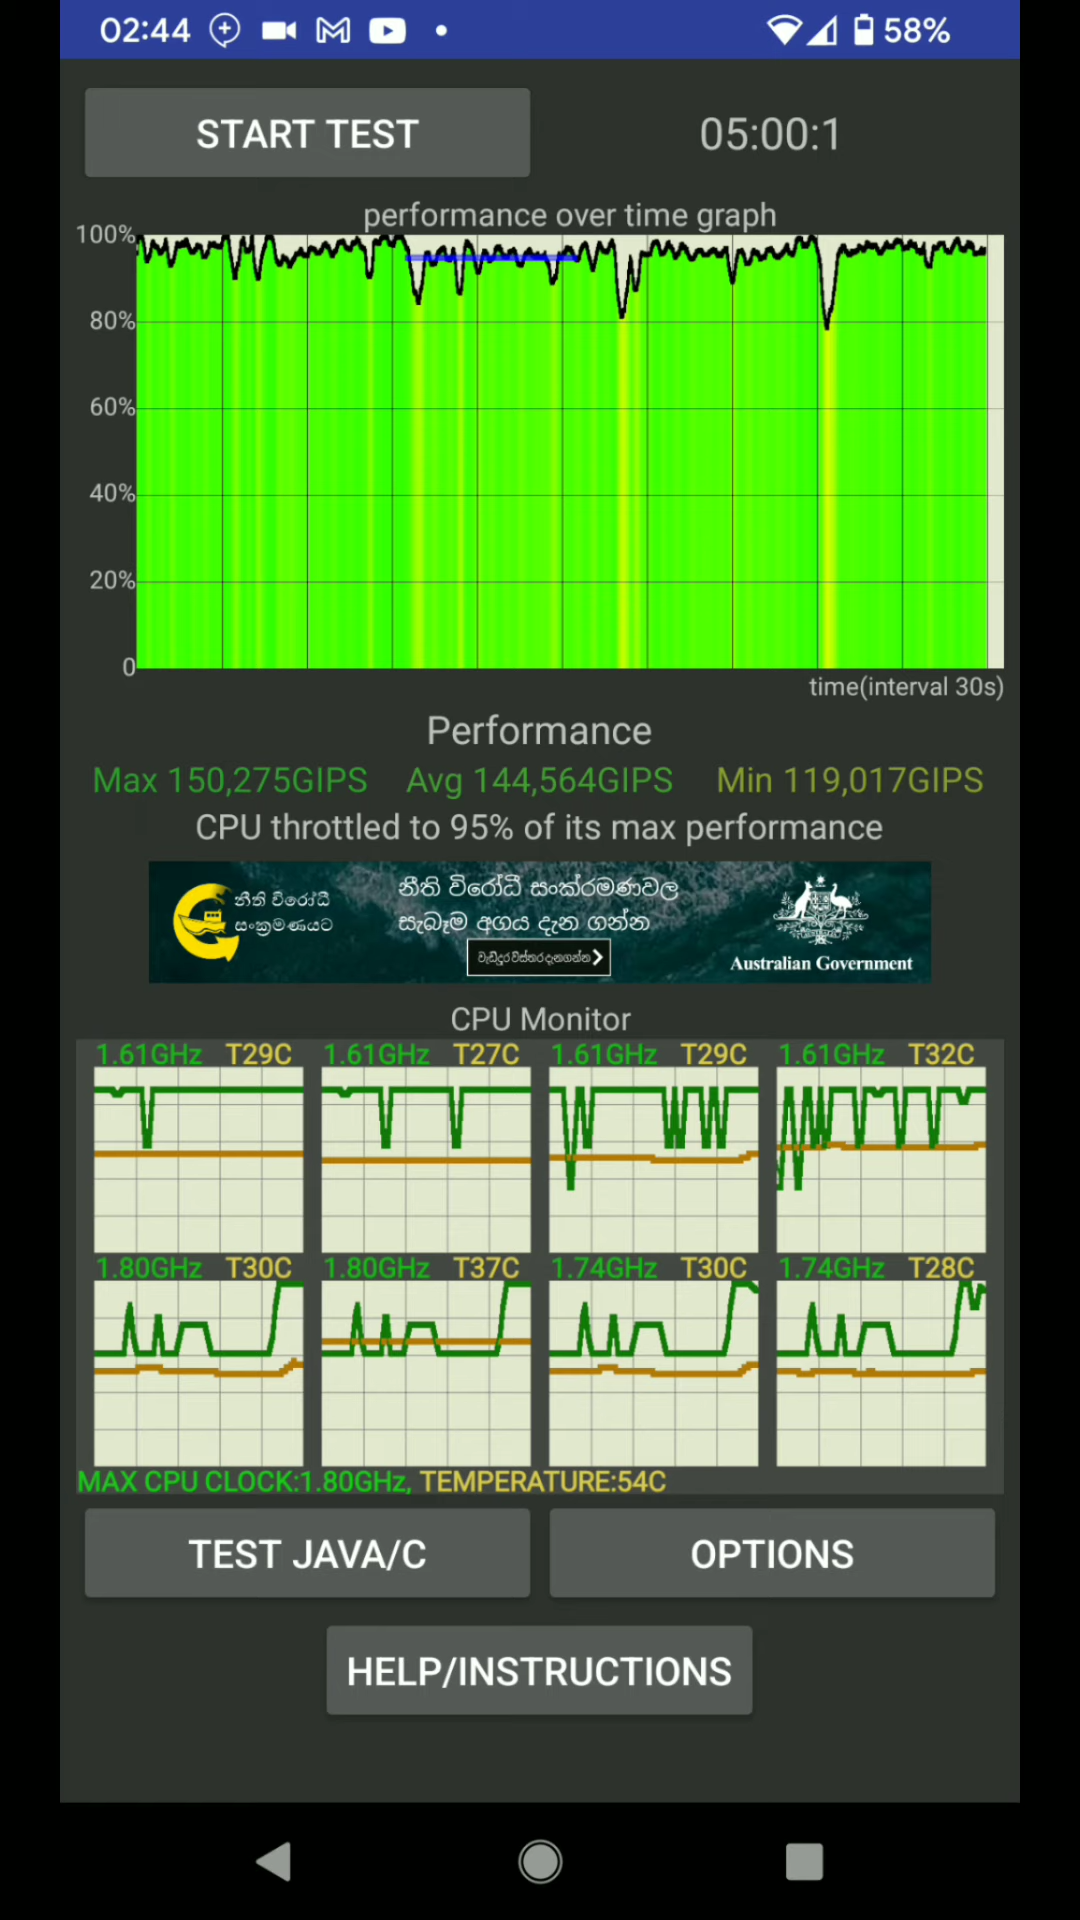 02:44
58%
START TEST
05:00:1
performance over time graph
100%
80%
60%
40%
20%
0
time(interval 30s)
Performance
Max 150,275GIPS Avg 144,564GIPS Min 119,017GIPS
CPU throttled to 95% of its max performance
නීති විරෝධී
සංක්‍රමණයට
නීති විරෝධී සංක්රමණවල
සැබෑම අගය දැන ගන්න
වැඩිදුර විස්තර දැනගන්න
Australian Government
CPU Monitor
1.61GHz T29C 1.61GHz T27C 1.61GHz T29C 1.61GHz T32C
1.80GHz T30C 1.80GHz T37C 1.74GHz T30C 1.74GHz T28C
MAX CPU CLOCK:1.80GHz, TEMPERATURE:54C
TEST JAVA/C
OPTIONS
HELP/INSTRUCTIONS